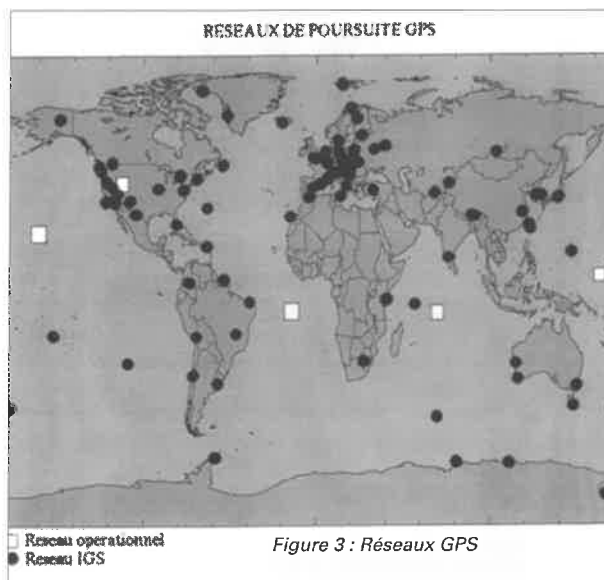 RESEAUX DE POURSUITE GPS
Reseau operationnel
Reseau IGS
Figure 3 : Réseaux GPS